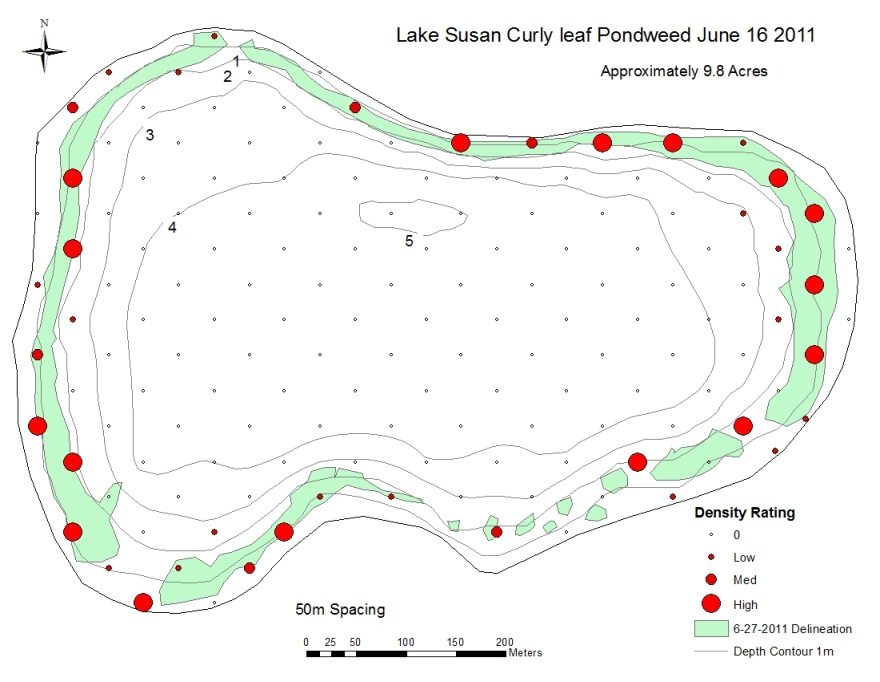 N
Lake Susan Curly leaf Pondweed June 16 2011
Approximately 9.8 Acres
1
2
3
4
5
Density Rating
0
Low
Med
High
6-27-2011 Delineation
Depth Contour 1m
50m Spacing
0 25 50 100 150 200
Meters